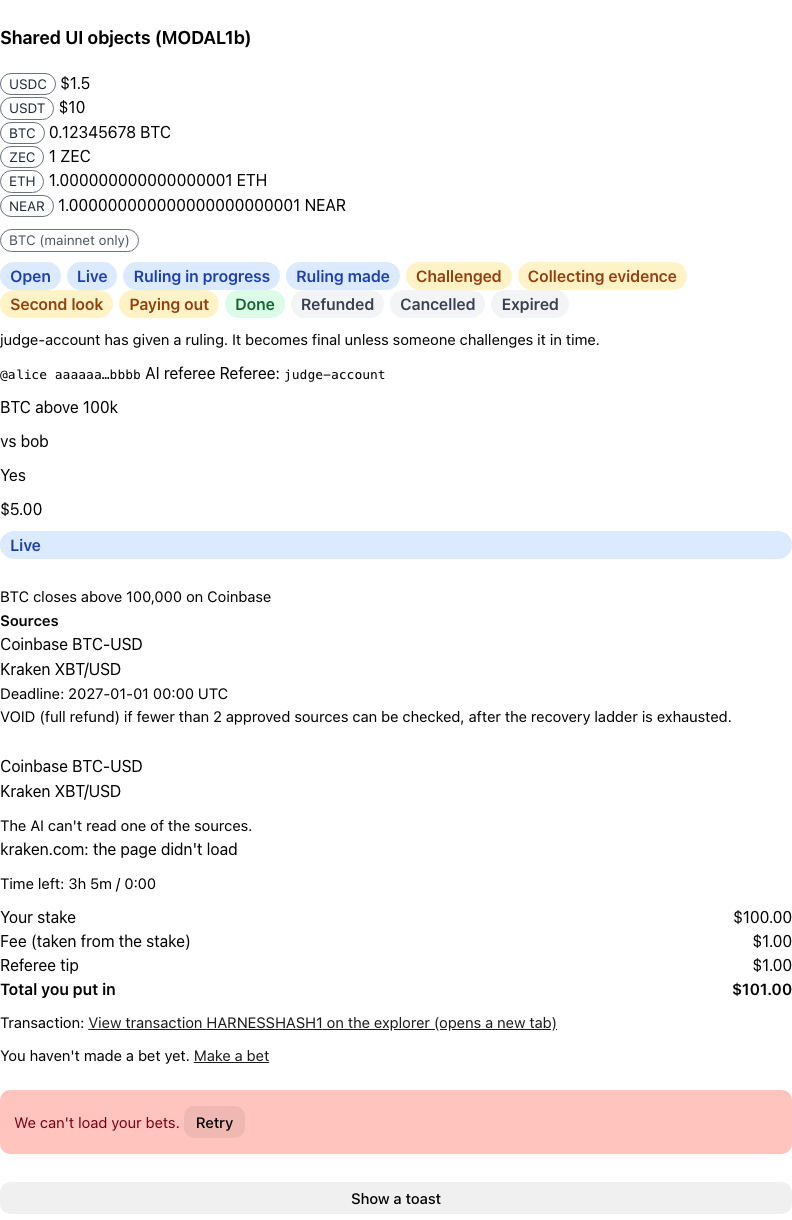 Shared UI objects (MODAL1b)
USDC $1.5
USDT $10
BTC 0.12345678 BTC
ZEC 1 ZEC
ETH 1.000000000000000001 ETH
NEAR 1.000000000000000000000001 NEAR
BTC (mainnet only)
Open Live Ruling in progress Ruling made Challenged Collecting evidence
Second look Paying out Done Refunded Cancelled Expired
judge-account has given a ruling. It becomes final unless someone challenges it in time.
@alice aaaaaa…bbbb AI referee Referee: judge-account
BTC above 100k
vs bob
Yes
$5.00
Live
BTC closes above 100,000 on Coinbase
Sources
Coinbase BTC-USD
Kraken XBT/USD
Deadline: 2027-01-01 00:00 UTC
VOID (full refund) if fewer than 2 approved sources can be checked, after the recovery ladder is exhausted.
Coinbase BTC-USD
Kraken XBT/USD
The AI can't read one of the sources.
kraken.com: the page didn't load
Time left: 3h 5m / 0:00
Your stake $100.00
Fee (taken from the stake) $1.00
Referee tip $1.00
Total you put in $101.00
Transaction: View transaction HARNESSHASH1 on the explorer (opens a new tab)
You haven't made a bet yet. Make a bet
We can't load your bets. Retry
Show a toast